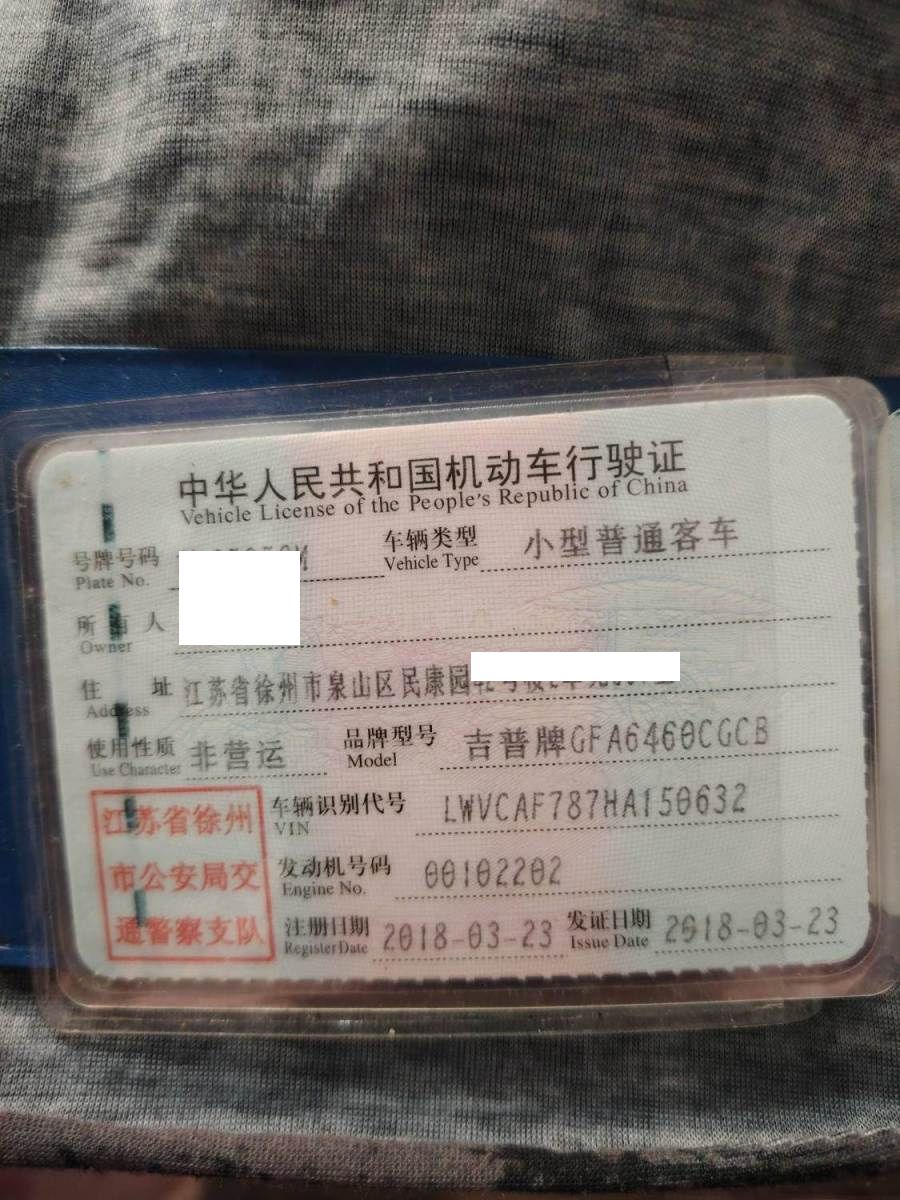 中华人民共和国机动车行驶证
Vehicle License of the People's Republic of China
号牌号码 Plate No. 车辆类型 Vehicle Type 小型普通客车
所有人 Owner
住址 Address 江苏省徐州市泉山区民康园
使用性质 Use Character 非营运 品牌型号 Model 吉普牌GFA6460CGCB
江苏省徐州 车辆识别代号 VIN LWVCAF787HA150632
市公安局交 发动机号码 Engine No. 00102202
通警察支队 注册日期 Register Date 2018-03-23 发证日期 Issue Date 2018-03-23